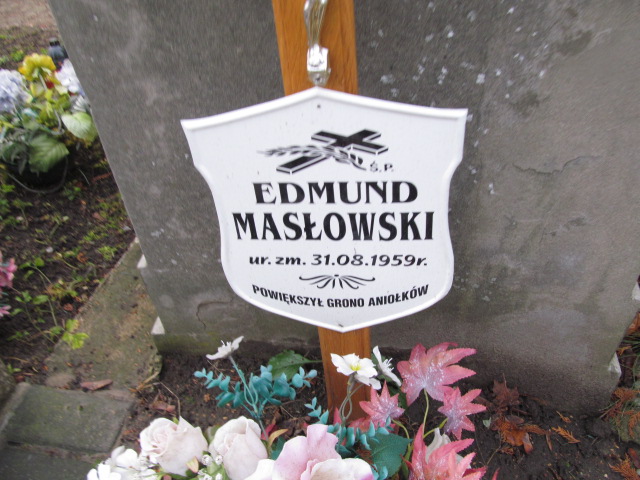 Ś.P.
EDMUND
MASŁOWSKI
ur. zm. 31.08.1959r.
POWIĘKSZYŁ GRONO ANIOŁKÓW